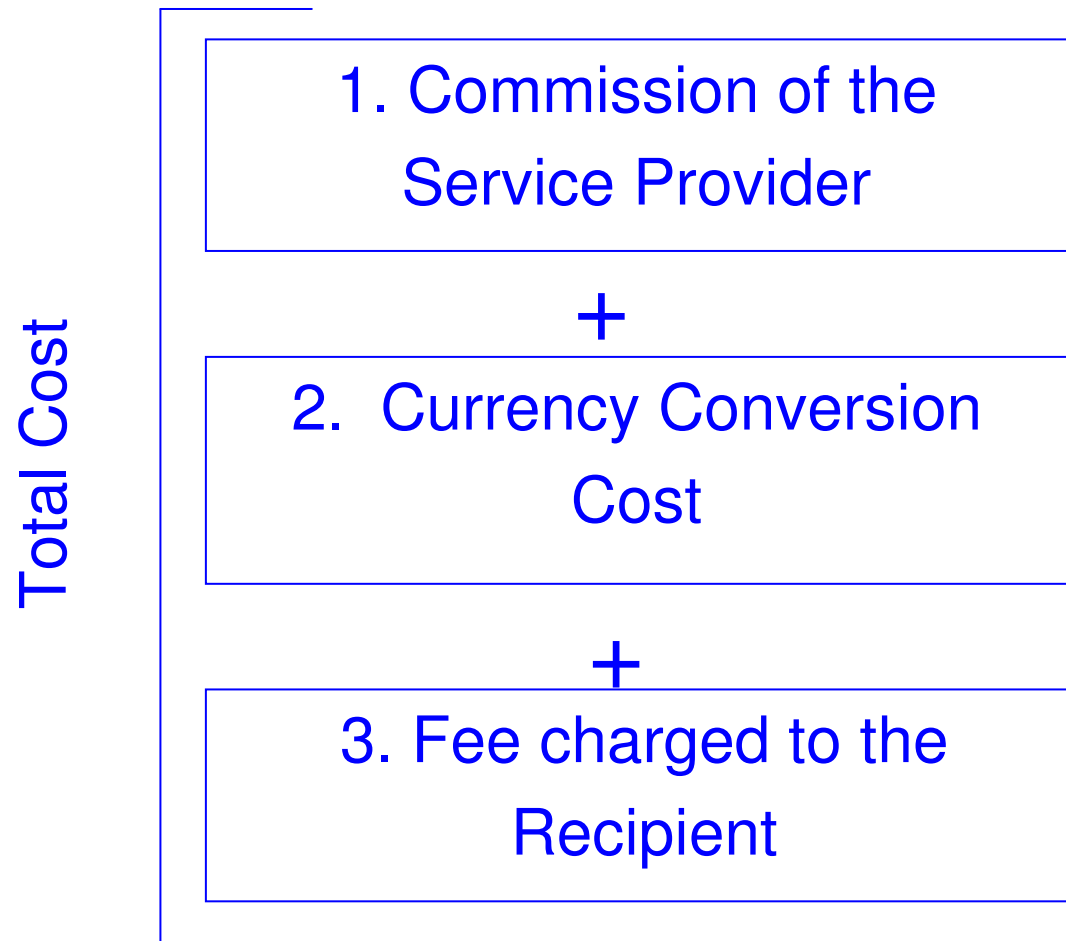 Total Cost
1. Commission of the
Service Provider
+
2. Currency Conversion
Cost
+
3. Fee charged to the
Recipient